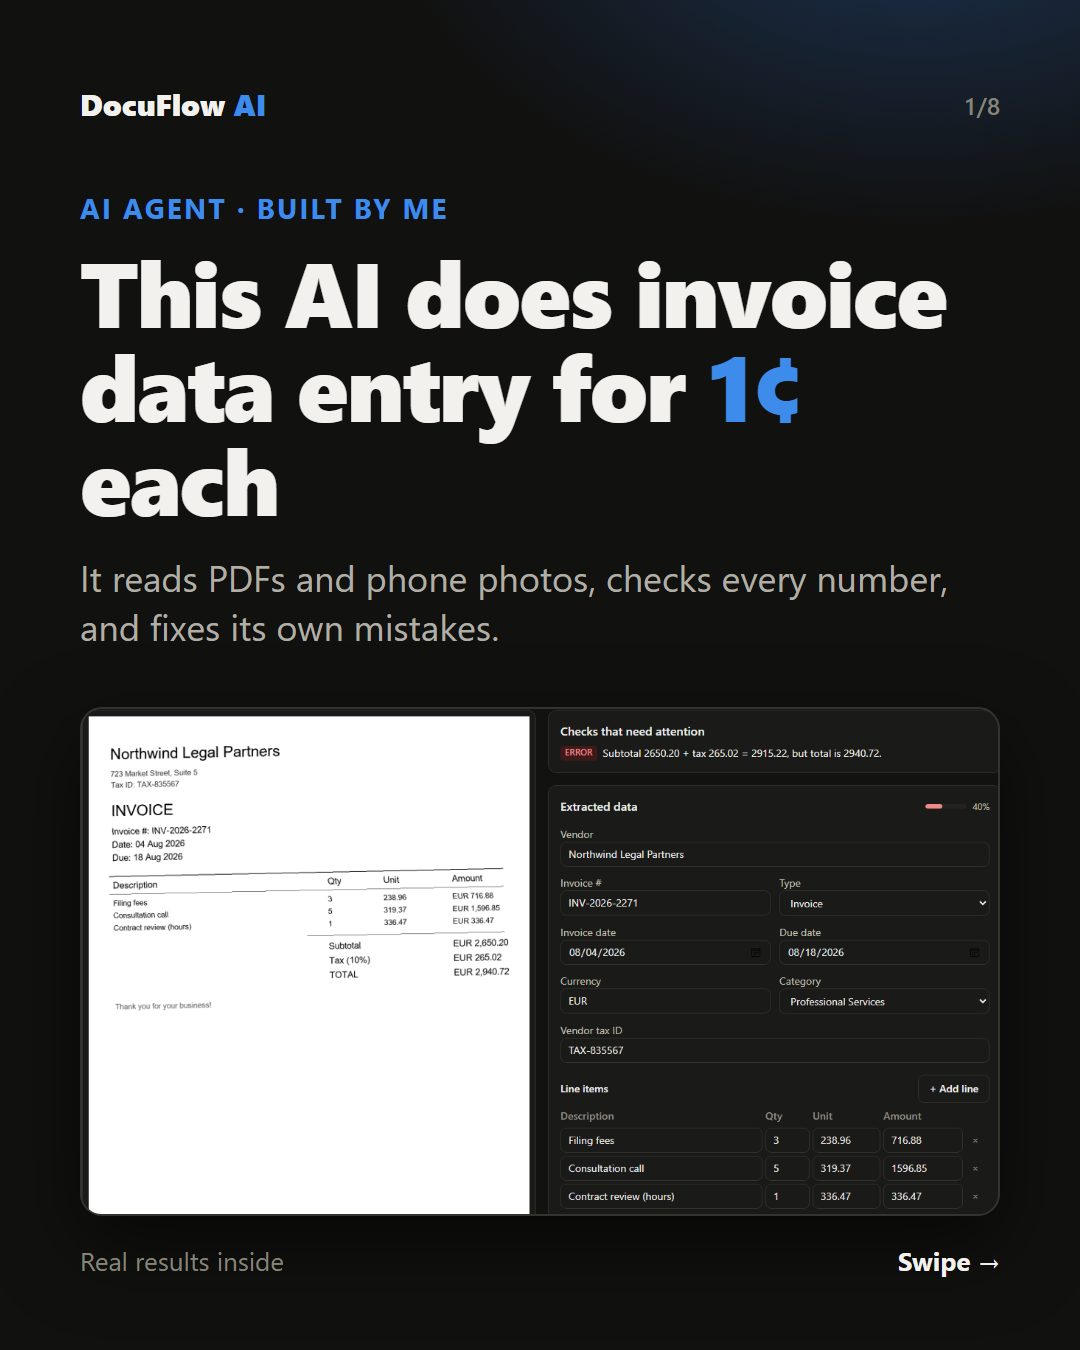 DocuFlow AI
1/8
AI AGENT · BUILT BY ME
This AI does invoice
data entry for 1¢
each
It reads PDFs and phone photos, checks every number,
and fixes its own mistakes.
Northwind Legal Partners
723 Market Street, Suite 5
Tax ID: TAX-835567
INVOICE
Invoice #: INV-2026-2271
Date: 04 Aug 2026
Due: 18 Aug 2026
Description Qty Unit Amount
Filing fees 3 238.96 EUR 716.88
Consultation call 5 319.37 EUR 1,596.85
Contract review (hours) 1 336.47 EUR 336.47
Subtotal EUR 2,650.20
Tax (10%) EUR 265.02
TOTAL EUR 2,940.72
Thank you for your business!
Checks that need attention
ERROR Subtotal 2650.20 + tax 265.02 = 2915.22, but total is 2940.72.
Extracted data 40%
Vendor
Northwind Legal Partners
Invoice # Type
INV-2026-2271 Invoice
Invoice date Due date
08/04/2026 08/18/2026
Currency Category
EUR Professional Services
Vendor tax ID
TAX-835567
Line items + Add line
Description Qty Unit Amount
Filing fees 3 238.96 716.88 ×
Consultation call 5 319.37 1596.85 ×
Contract review (hours) 1 336.47 336.47 ×
Real results inside
Swipe →